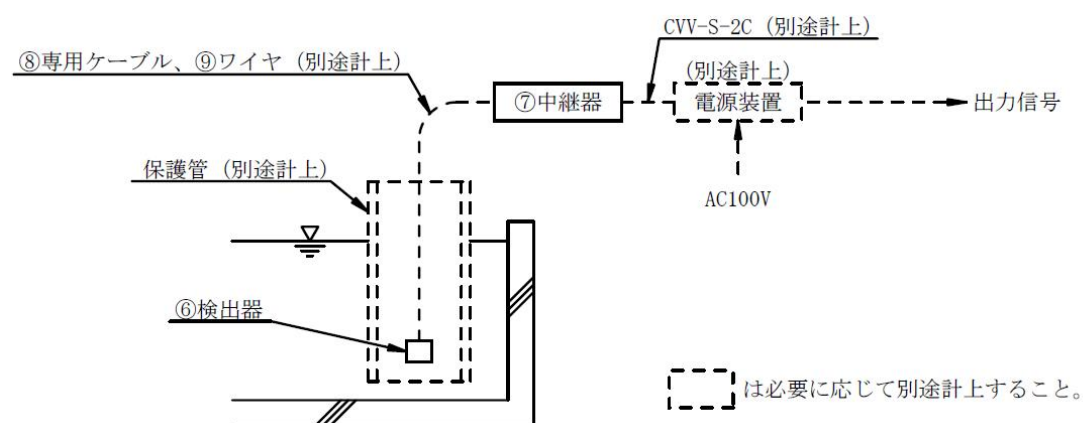 CVV-S-2C (別途計上)
⑧専用ケーブル、⑨ワイヤ (別途計上)
(別途計上)
⑦中継器
電源装置
出力信号
保護管 (別途計上)
AC100V
⑥検出器
は必要に応じて別途計上すること。